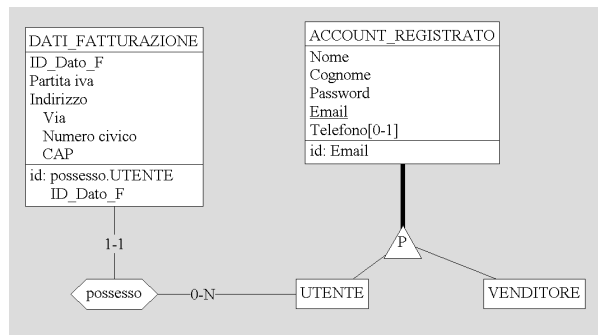 DATI_FATTURAZIONE
ID_Dato_F
Partita iva
Indirizzo
Via
Numero civico
CAP
id: possesso.UTENTE
ID_Dato_F
ACCOUNT_REGISTRATO
Nome
Cognome
Password
Email
Telefono[0-1]
id: Email
1-1
P
possesso
0-N
UTENTE
VENDITORE